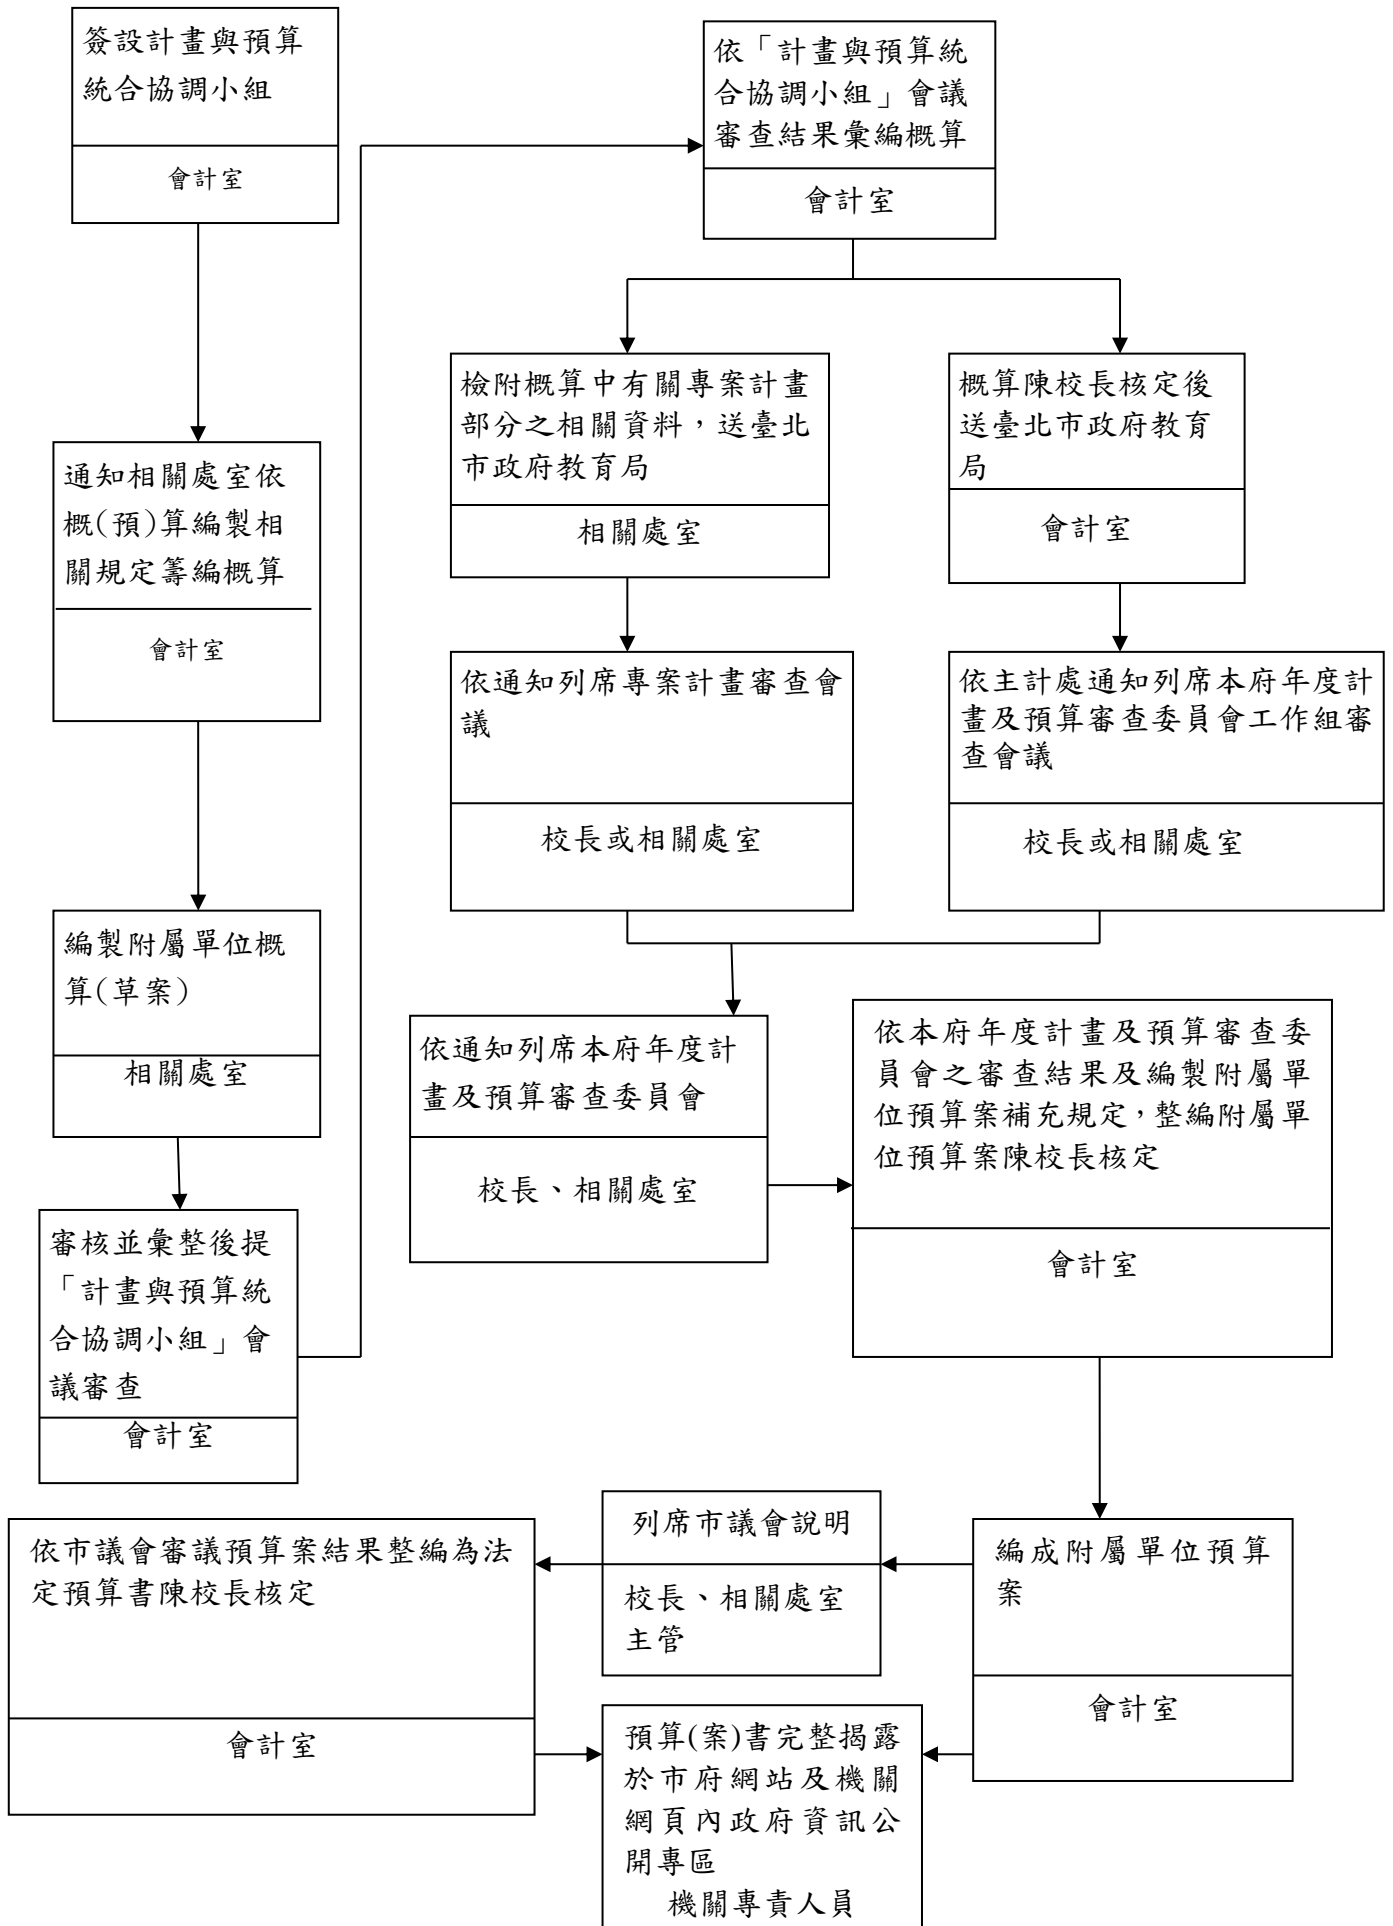 簽設計畫與預算
統合協調小組
會計室
通知相關處室依
概(預)算編製相
關規定籌編概算
會計室
編製附屬單位概
算(草案)
相關處室
審核並彙整後提
「計畫與預算統
合協調小組」會
議審查
會計室
依「計畫與預算統
合協調小組」會議
審查結果彙編概算
會計室
檢附概算中有關專案計畫
部分之相關資料，送臺北
市政府教育局
相關處室
概算陳校長核定後
送臺北市政府教育
局
會計室
依通知列席專案計畫審查會
議
校長或相關處室
依主計處通知列席本府年度計
畫及預算審查委員會工作組審
查會議
校長或相關處室
依通知列席本府年度計
畫及預算審查委員會
校長、相關處室
依本府年度計畫及預算審查委
員會之審查結果及編製附屬單
位預算案補充規定，整編附屬單
位預算案陳校長核定
會計室
編成附屬單位預算
案
會計室
列席市議會說明
校長、相關處室
主管
依市議會審議預算案結果整編為法
定預算書陳校長核定
會計室
預算(案)書完整揭露
於市府網站及機關
網頁內政府資訊公
開專區
機關專責人員